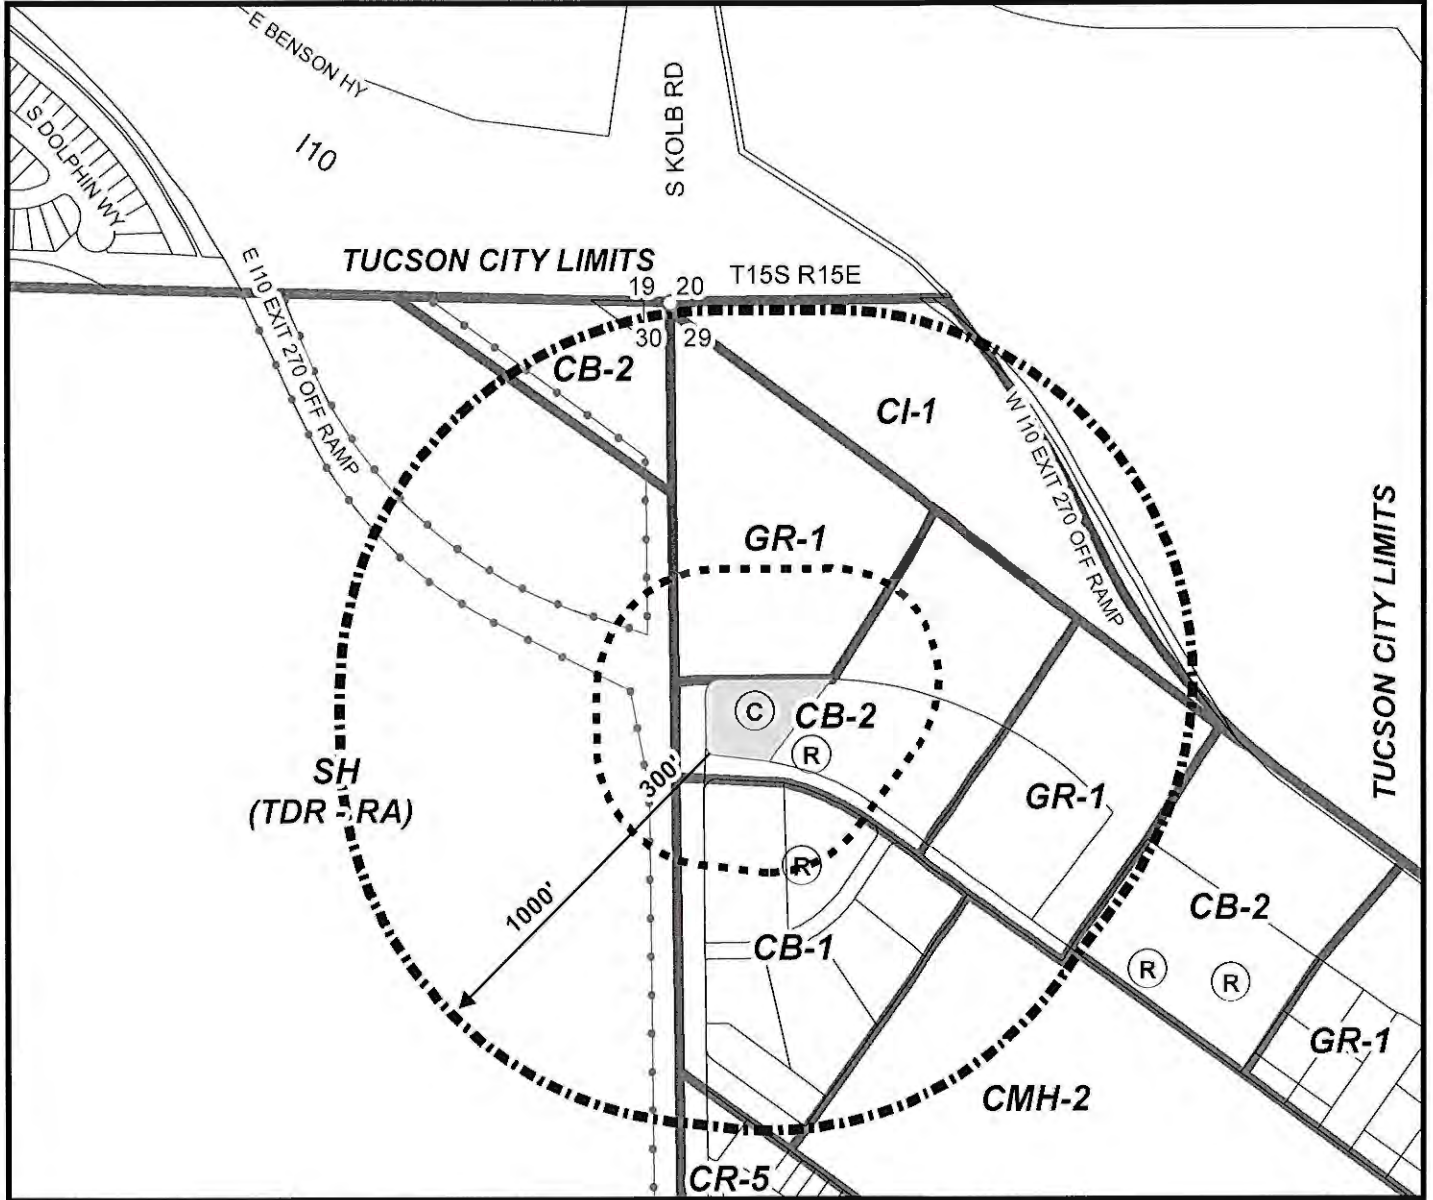 E BENSON HY
I10
S DOLPHIN WY
S KOLB RD
TUCSON CITY LIMITS
T15S R15E
19 20
30 29
E I10 EXIT 270 OFF RAMP
CB-2
CI-1
W I10 EXIT 270 OFF RAMP
TUCSON CITY LIMITS
GR-1
C
CB-2
R
SH
(TDR - RA)
300'
GR-1
R
1000'
CB-1
CB-2
R
R
GR-1
CMH-2
CR-5